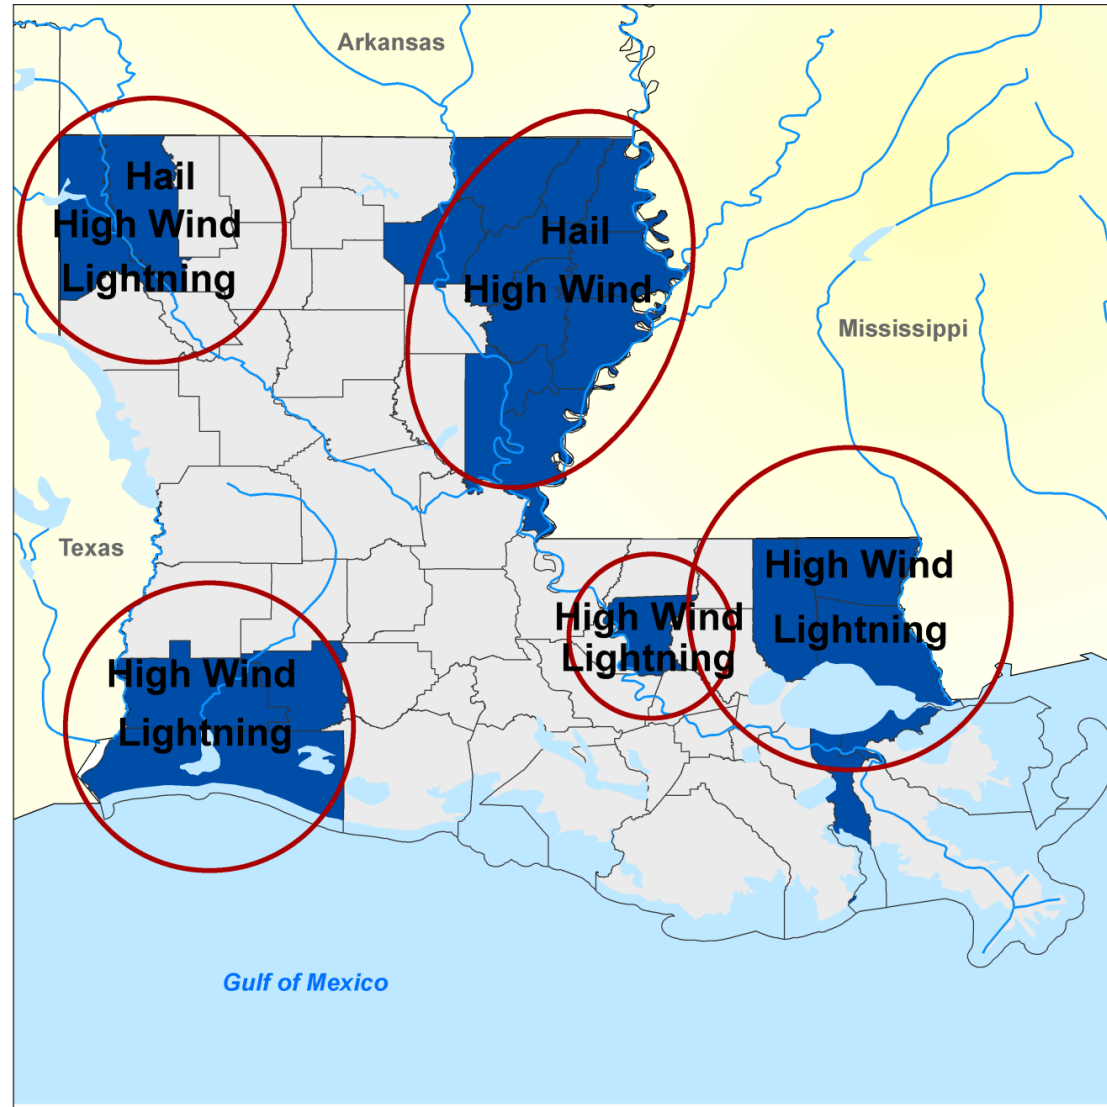 Arkansas
Hail
High Wind
Lightning
Hail
High Wind
Mississippi
Texas
High Wind
Lightning
High Wind
Lightning
High Wind
Lightning
Gulf of Mexico